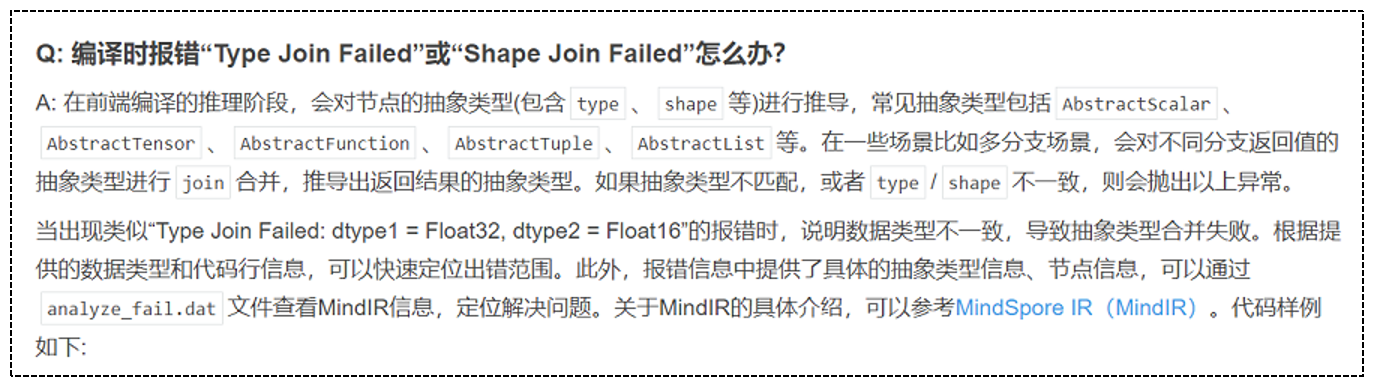 Q: 编译时报错“Type Join Failed”或“Shape Join Failed”怎么办?
A: 在前端编译的推理阶段，会对节点的抽象类型(包含 type 、 shape 等)进行推导，常见抽象类型包括 AbstractScalar 、
AbstractTensor 、 AbstractFunction 、 AbstractTuple 、 AbstractList 等。在一些场景比如多分支场景，会对不同分支返回值的
抽象类型进行 join 合并，推导出返回结果的抽象类型。如果抽象类型不匹配，或者 type / shape 不一致，则会抛出以上异常。
当出现类似“Type Join Failed: dtype1 = Float32, dtype2 = Float16”的报错时，说明数据类型不一致，导致抽象类型合并失败。根据提
供的数据类型和代码行信息，可以快速定位出错范围。此外，报错信息中提供了具体的抽象类型信息、节点信息，可以通过
analyze_fail.dat 文件查看MindIR信息，定位解决问题。关于MindIR的具体介绍，可以参考MindSpore IR（MindIR）。代码样例
如下: